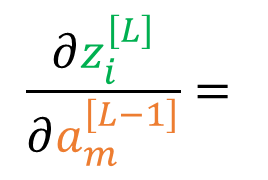 ∂z_i^{[L]} / ∂a_m^{[L-1]} =